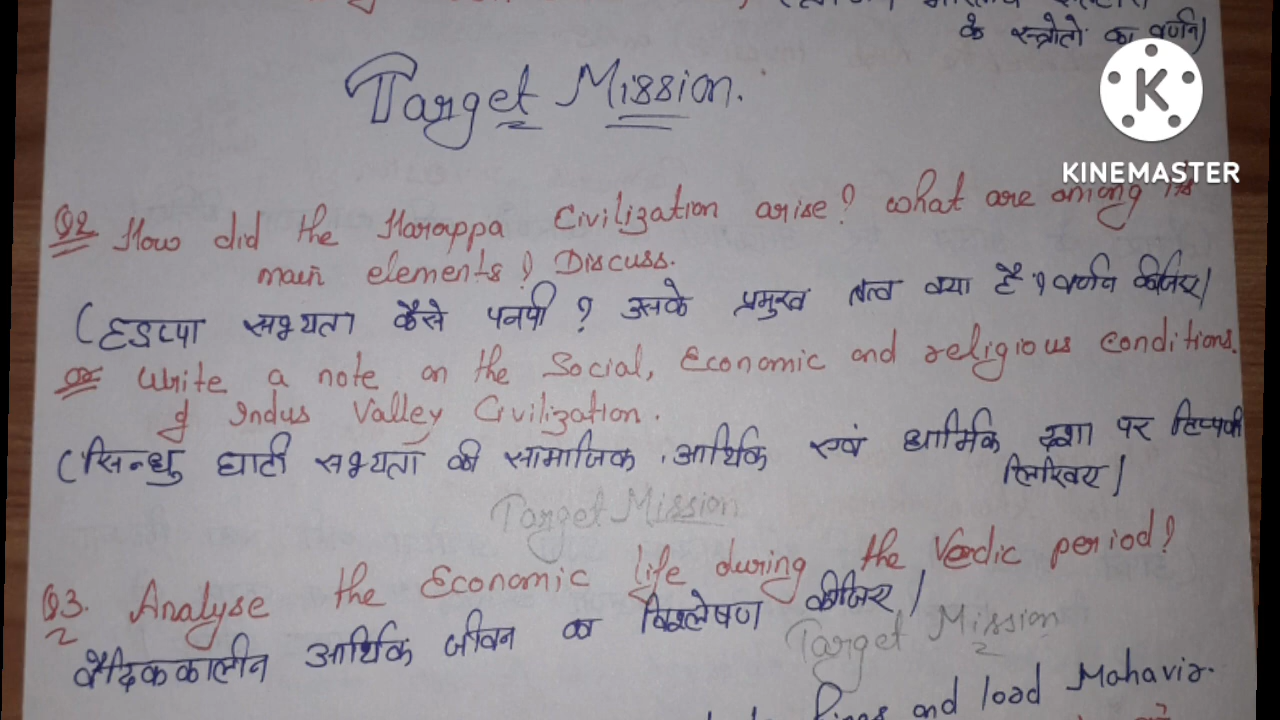 के स्त्रोतो का वर्णन)
Target Mission.
K
KINEMASTER
Q2 How did the Harappa Civilization arise? What are among its
main elements? Discuss.
(हडप्पा सभ्यता कैसे पनपी ? उसके प्रमुख तत्व क्या है ? वर्णन कीजिए।
or Write a note on the Social, Economic and religious conditions.
of Indus Valley Civilization.
(सिन्धु घाटी सभ्यता की सामाजिक, आर्थिक एवं धार्मिक दशा पर टिप्पणी
लिखिए।
Target Mission
Q3. Analyse the Economic life during the Vedic period?
वैदिककालीन आर्थिक जीवन का विश्लेषण कीजिए।
Target Mission
and load Mahavir.